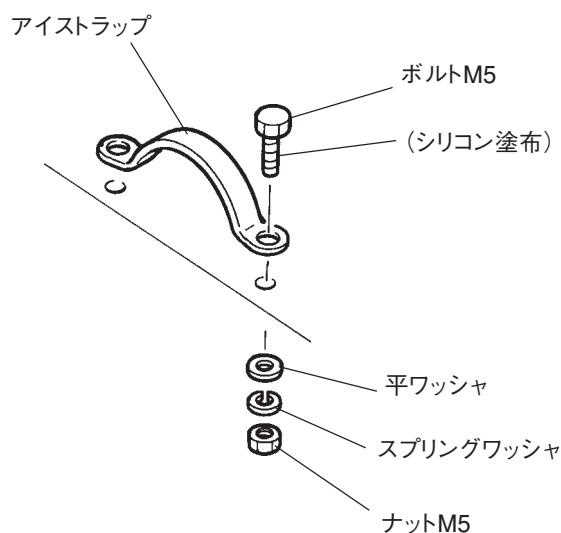 アイストラップ
ボルトM5
（シリコン塗布）
平ワッシャ
スプリングワッシャ
ナットM5